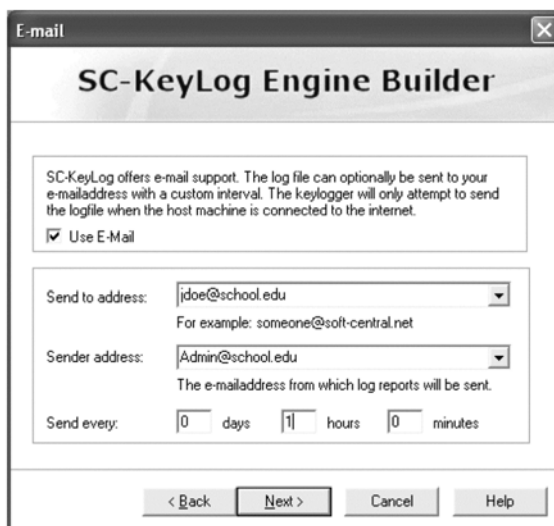 E-mail
SC-KeyLog Engine Builder
SC-KeyLog offers e-mail support. The log file can optionally be sent to your
e-mailaddress with a custom interval. The keylogger will only attempt to send
the logfile when the host machine is connected to the internet.
Use E-Mail
Send to address: jdoe@school.edu
For example: someone@soft-central.net
Sender address: Admin@school.edu
The e-mailaddress from which log reports will be sent.
Send every: 0 days 1 hours 0 minutes
< Back Next > Cancel Help